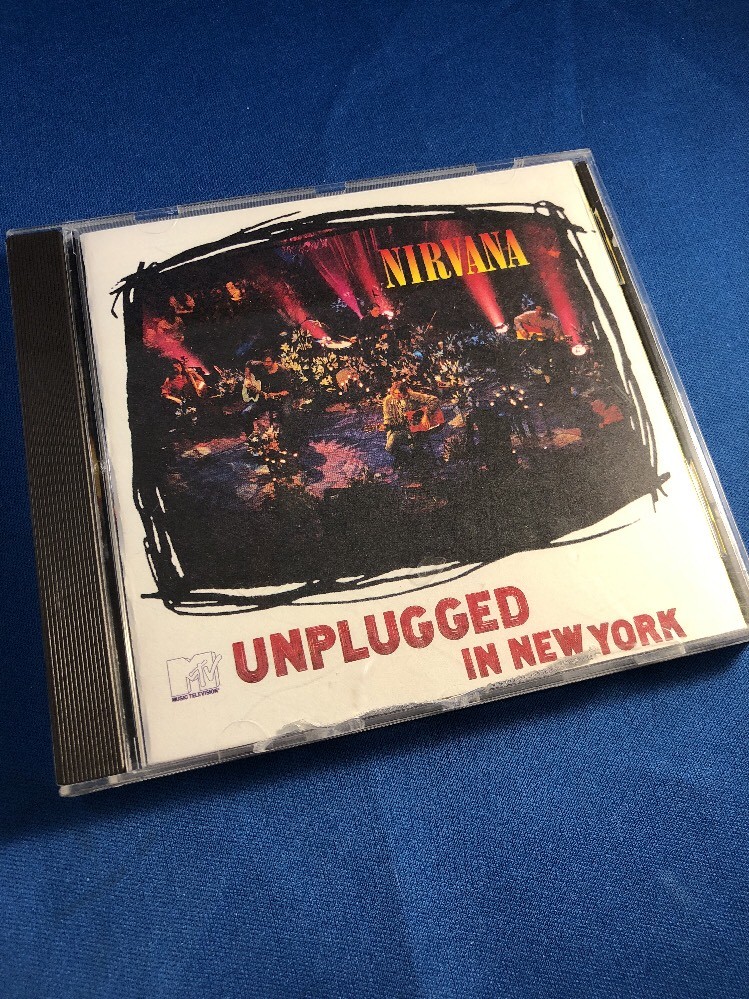 NIRVANA
UNPLUGGED
IN NEW YORK
MTV
MUSIC TELEVISION